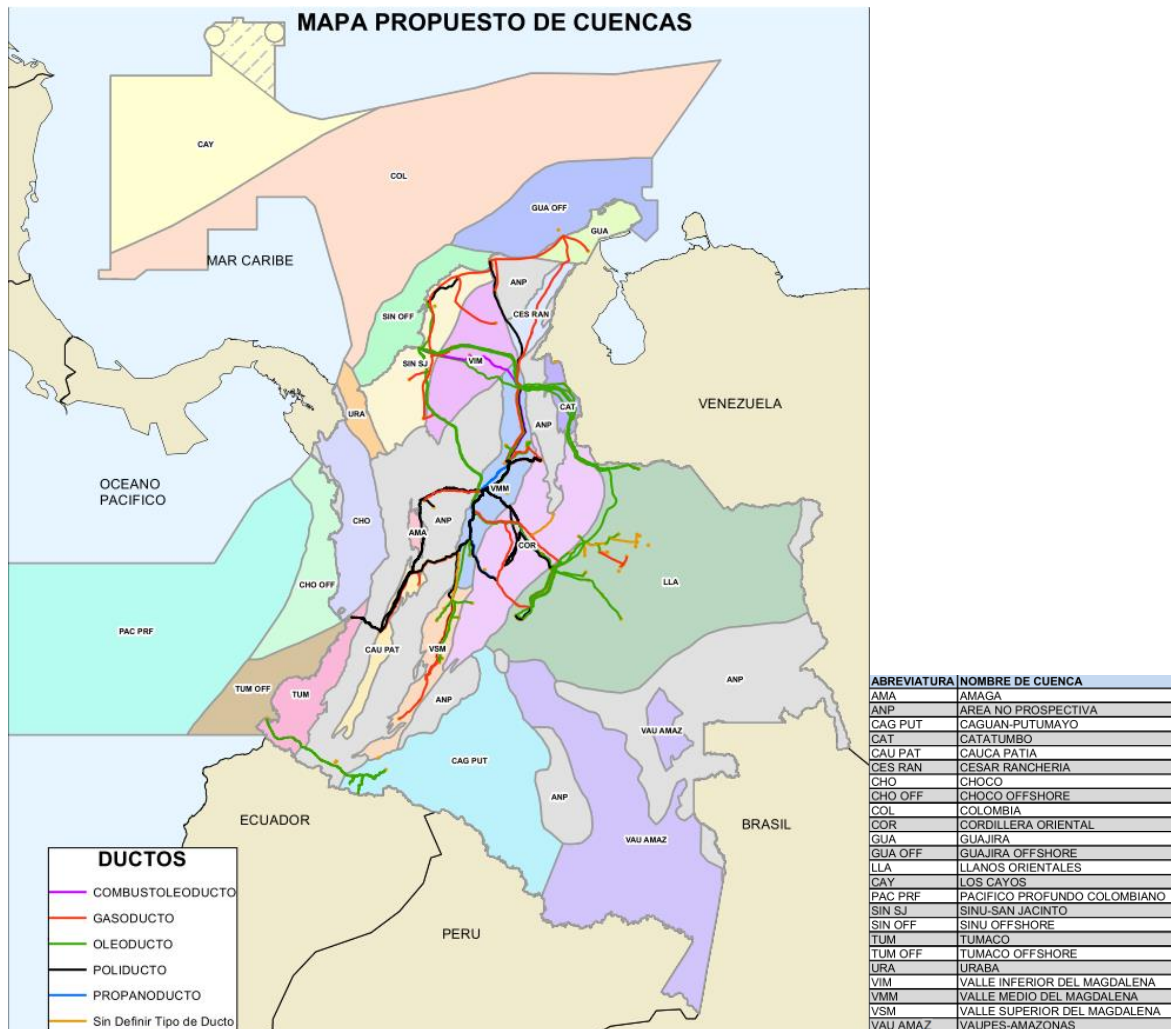 MAPA PROPUESTO DE CUENCAS
CAY
COL
GUA OFF
GUA
MAR CARIBE
ANP
SIN OFF
CES RAN
SIN SJ
VIM
URA
CAT
ANP
VENEZUELA
OCEANO
PACIFICO
VMM
CHO
ANP
AMA
COR
CHO OFF
LLA
PAC PRF
CAU PAT
VSM
TUM OFF
TUM
ANP
ANP
VAU AMAZ
CAG PUT
ANP
ECUADOR
BRASIL
VAU AMAZ
PERU
DUCTOS
COMBUSTOLEODUCTO
GASODUCTO
OLEODUCTO
POLIDUCTO
PROPANODUCTO
Sin Definir Tipo de Ducto
ABREVIATURA NOMBRE DE CUENCA
AMA AMAGA
ANP AREA NO PROSPECTIVA
CAG PUT CAGUAN-PUTUMAYO
CAT CATATUMBO
CAU PAT CAUCA PATIA
CES RAN CESAR RANCHERIA
CHO CHOCO
CHO OFF CHOCO OFFSHORE
COL COLOMBIA
COR CORDILLERA ORIENTAL
GUA GUAJIRA
GUA OFF GUAJIRA OFFSHORE
LLA LLANOS ORIENTALES
CAY LOS CAYOS
PAC PRF PACIFICO PROFUNDO COLOMBIANO
SIN SJ SINU-SAN JACINTO
SIN OFF SINU OFFSHORE
TUM TUMACO
TUM OFF TUMACO OFFSHORE
URA URABA
VIM VALLE INFERIOR DEL MAGDALENA
VMM VALLE MEDIO DEL MAGDALENA
VSM VALLE SUPERIOR DEL MAGDALENA
VAU AMAZ VAUPES-AMAZONAS